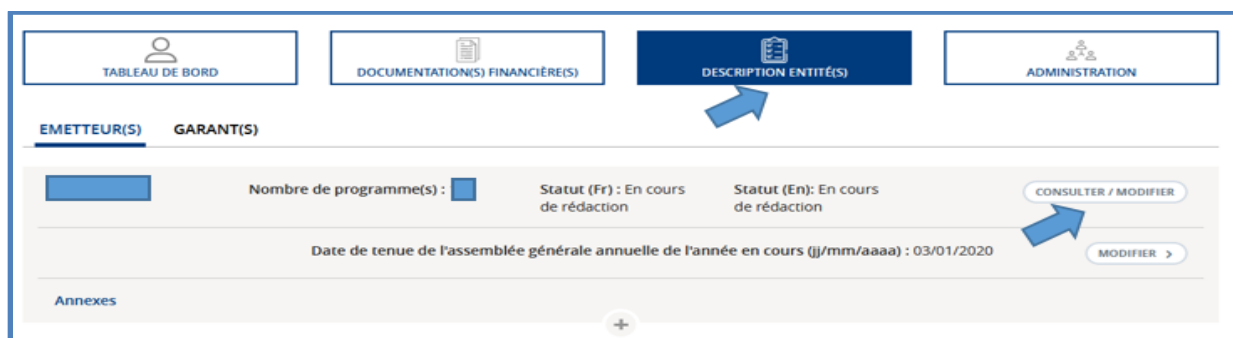 TABLEAU DE BORD
DOCUMENTATION(S) FINANCIÈRE(S)
DESCRIPTION ENTITÉ(S)
ADMINISTRATION
EMETTEUR(S) GARANT(S)
Nombre de programme(s) :
Statut (Fr) : En cours
de rédaction
Statut (En): En cours
de rédaction
CONSULTER / MODIFIER
Date de tenue de l'assemblée générale annuelle de l'année en cours (jj/mm/aaaa) : 03/01/2020
MODIFIER >
Annexes
+